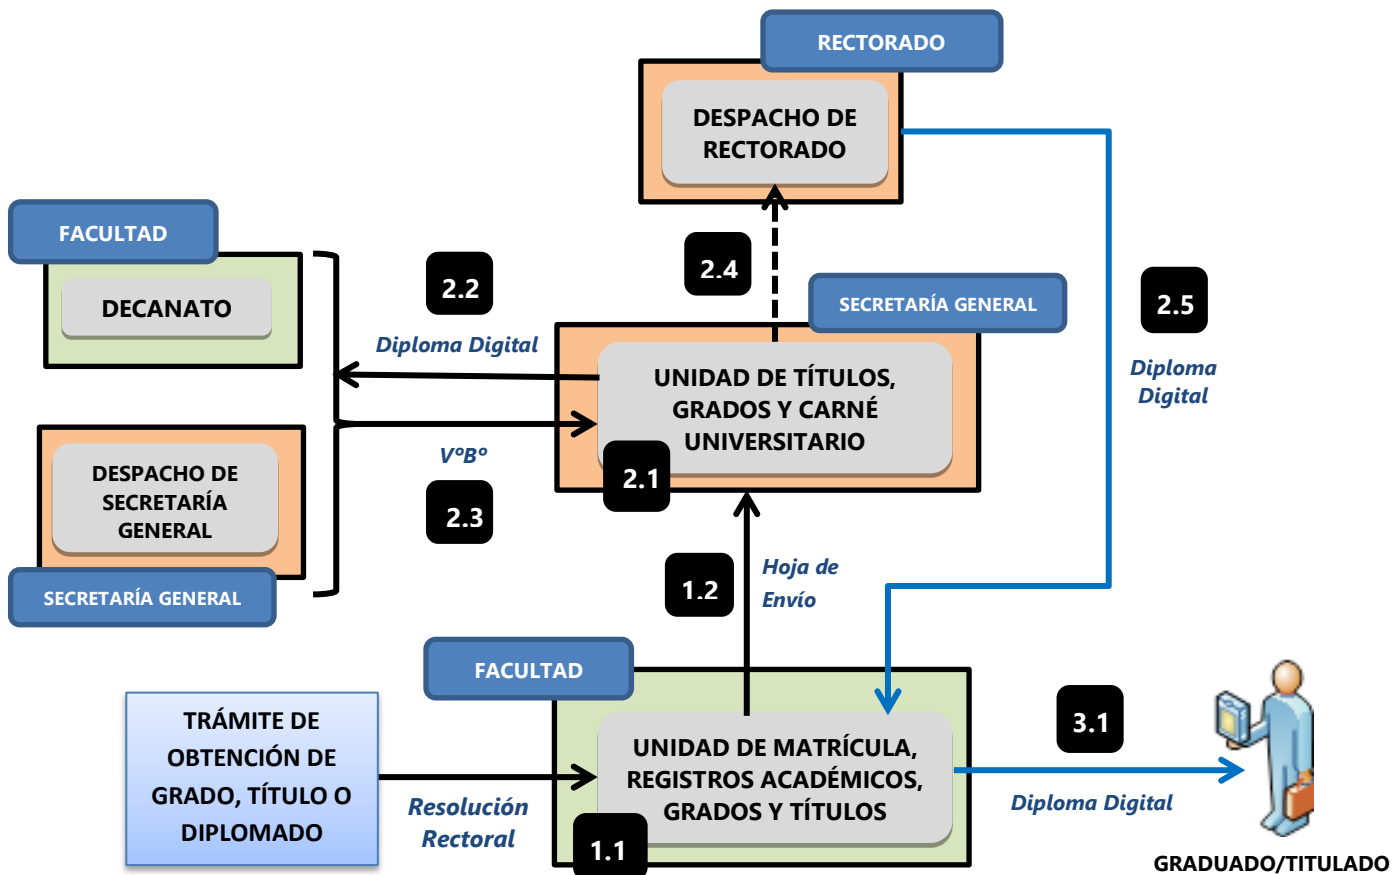 RECTORADO
DESPACHO DE
RECTORADO
FACULTAD
DECANATO
2.2
Diploma Digital
2.4
SECRETARÍA GENERAL
2.5
Diploma
Digital
UNIDAD DE TÍTULOS,
GRADOS Y CARNÉ
UNIVERSITARIO
2.1
VºBº
2.3
DESPACHO DE
SECRETARÍA
GENERAL
SECRETARÍA GENERAL
1.2
Hoja de
Envío
FACULTAD
TRÁMITE DE
OBTENCIÓN DE
GRADO, TÍTULO O
DIPLOMADO
Resolución
Rectoral
UNIDAD DE MATRÍCULA,
REGISTROS ACADÉMICOS,
GRADOS Y TÍTULOS
1.1
3.1
Diploma Digital
GRADUADO/TITULADO